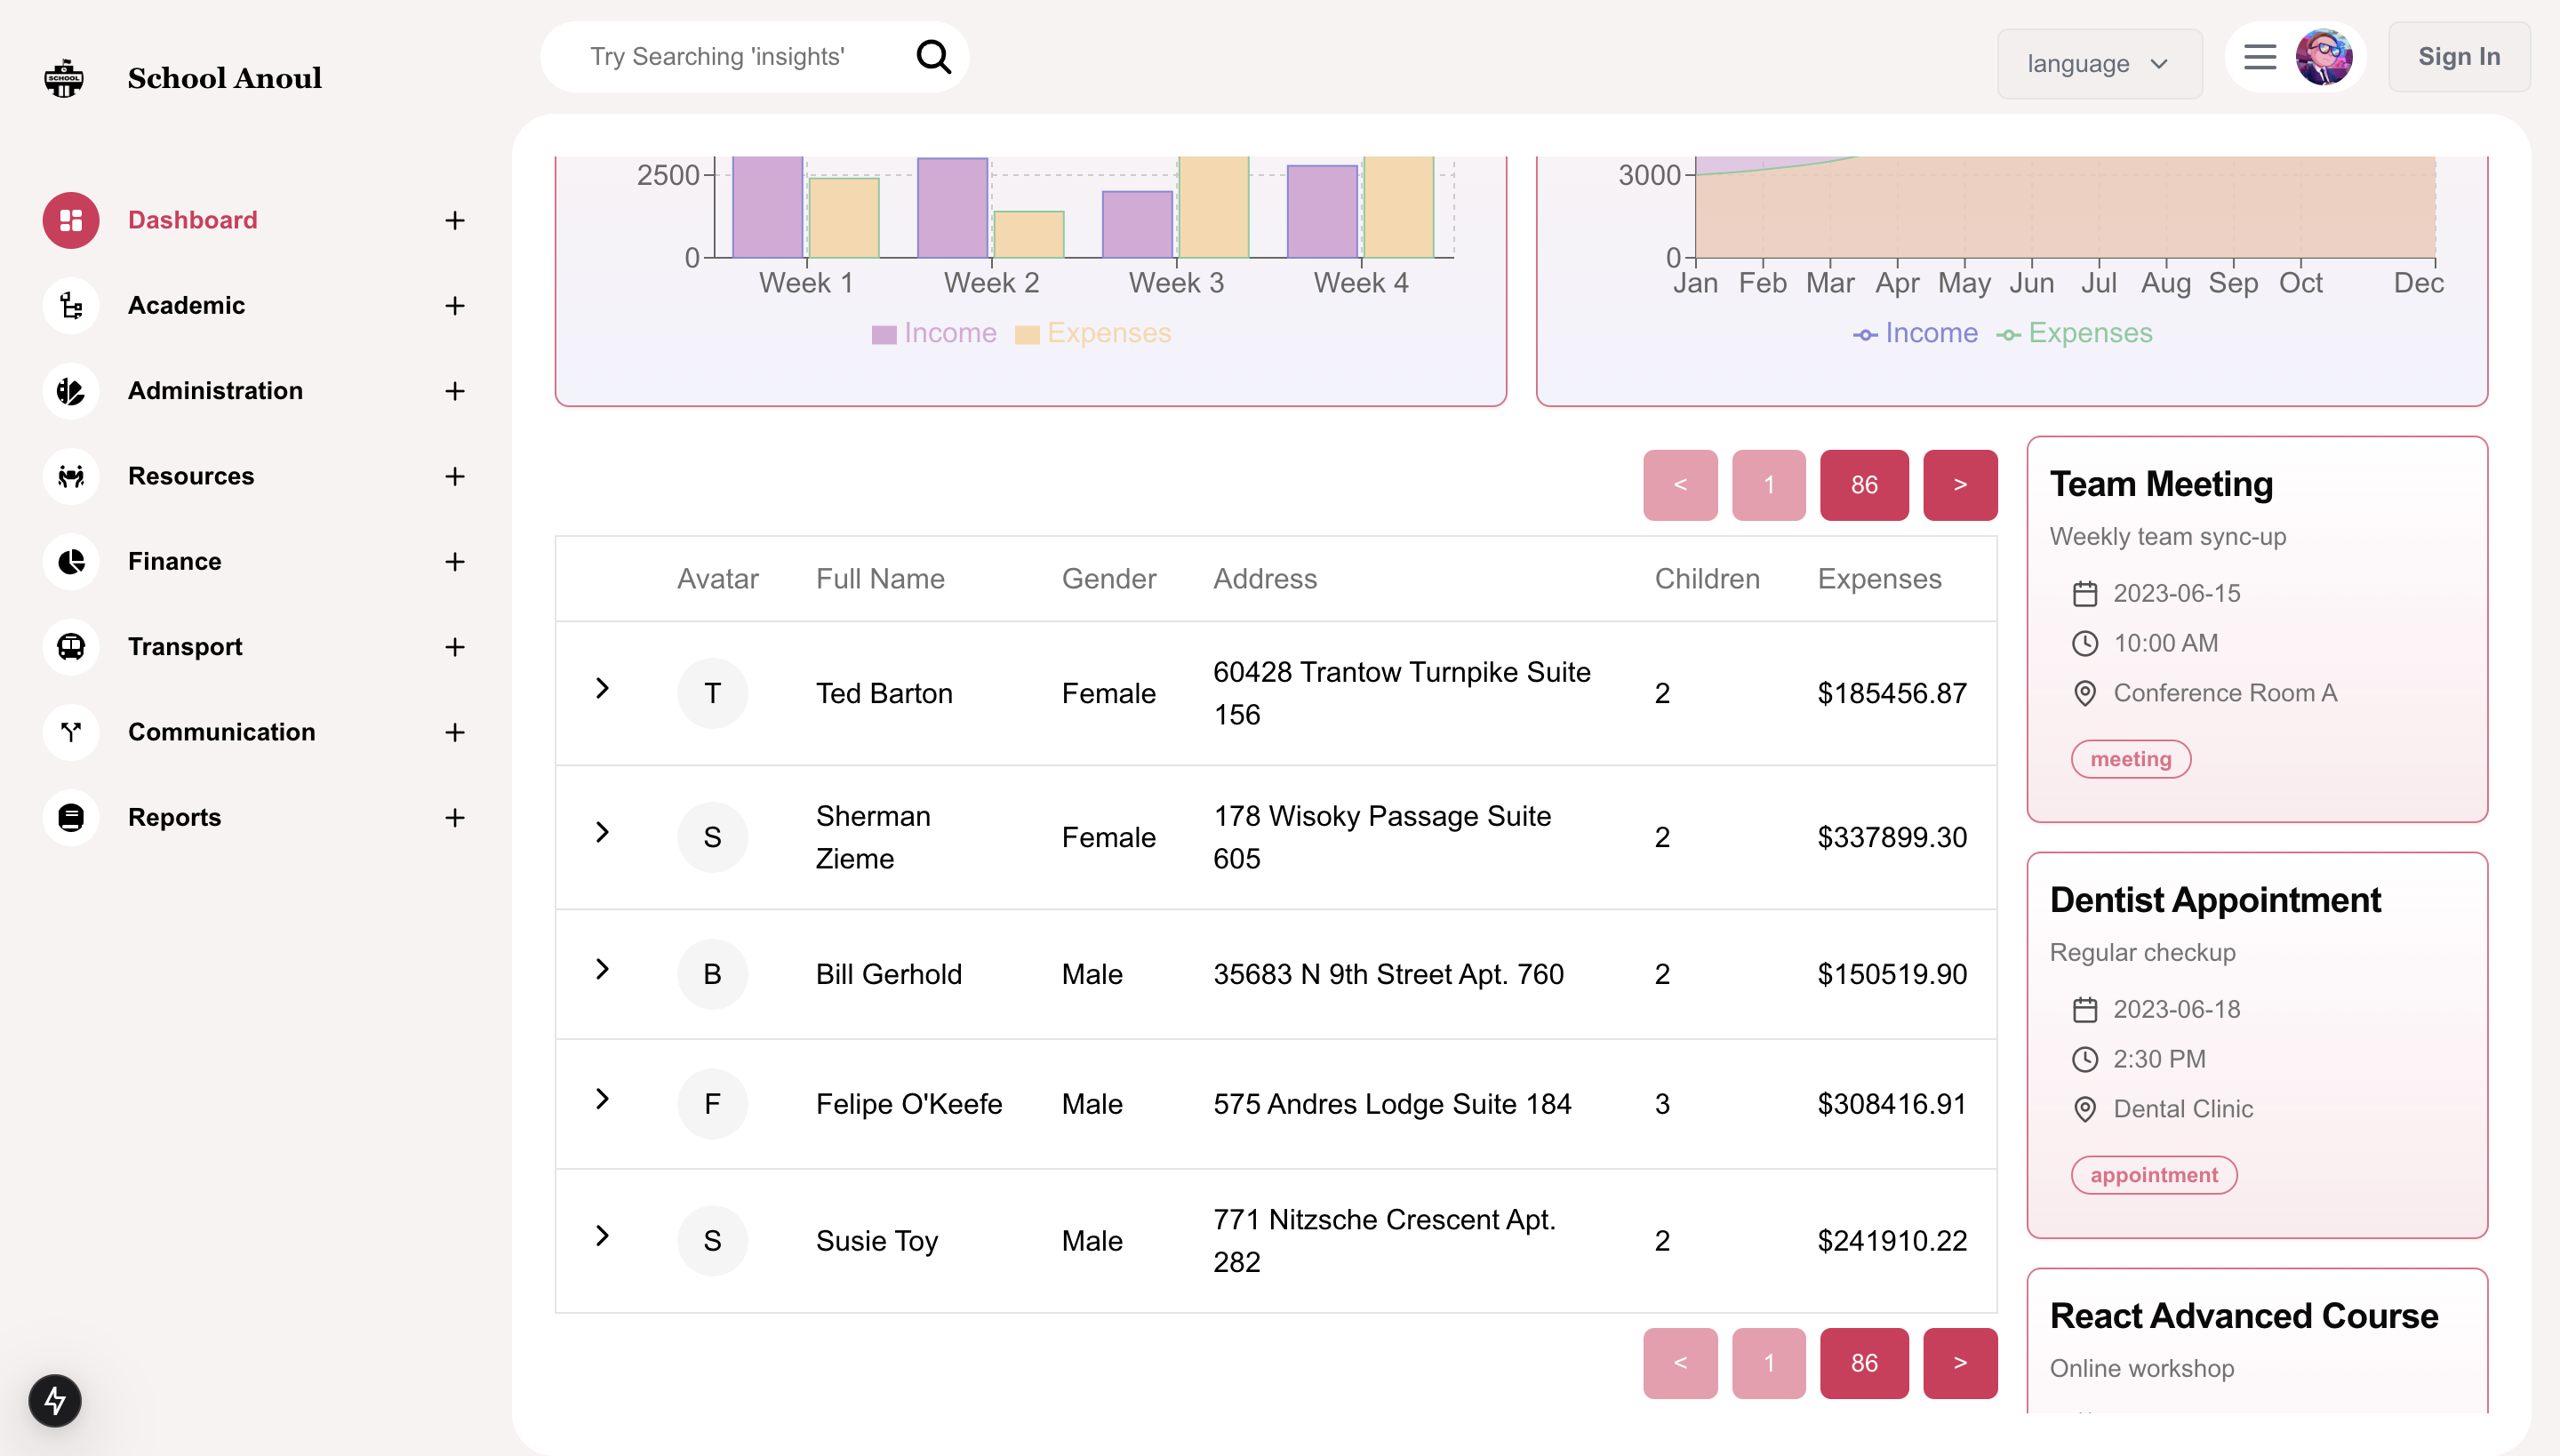 SCHOOL
School Anoul
Try Searching 'insights'
language
Sign In
Dashboard
Academic
Administration
Resources
Finance
Transport
Communication
Reports
2500
0
Week 1 Week 2 Week 3 Week 4
Income Expenses
3000
0
Jan Feb Mar Apr May Jun Jul Aug Sep Oct Dec
Income Expenses
< 1 86 >
Avatar Full Name Gender Address Children Expenses
T Ted Barton Female 60428 Trantow Turnpike Suite 2 $185456.87
156
S Sherman Female 178 Wisoky Passage Suite 2 $337899.30
Zieme 605
B Bill Gerhold Male 35683 N 9th Street Apt. 760 2 $150519.90
F Felipe O'Keefe Male 575 Andres Lodge Suite 184 3 $308416.91
S Susie Toy Male 771 Nitzsche Crescent Apt. 2 $241910.22
282
< 1 86 >
Team Meeting
Weekly team sync-up
2023-06-15
10:00 AM
Conference Room A
meeting
Dentist Appointment
Regular checkup
2023-06-18
2:30 PM
Dental Clinic
appointment
React Advanced Course
Online workshop